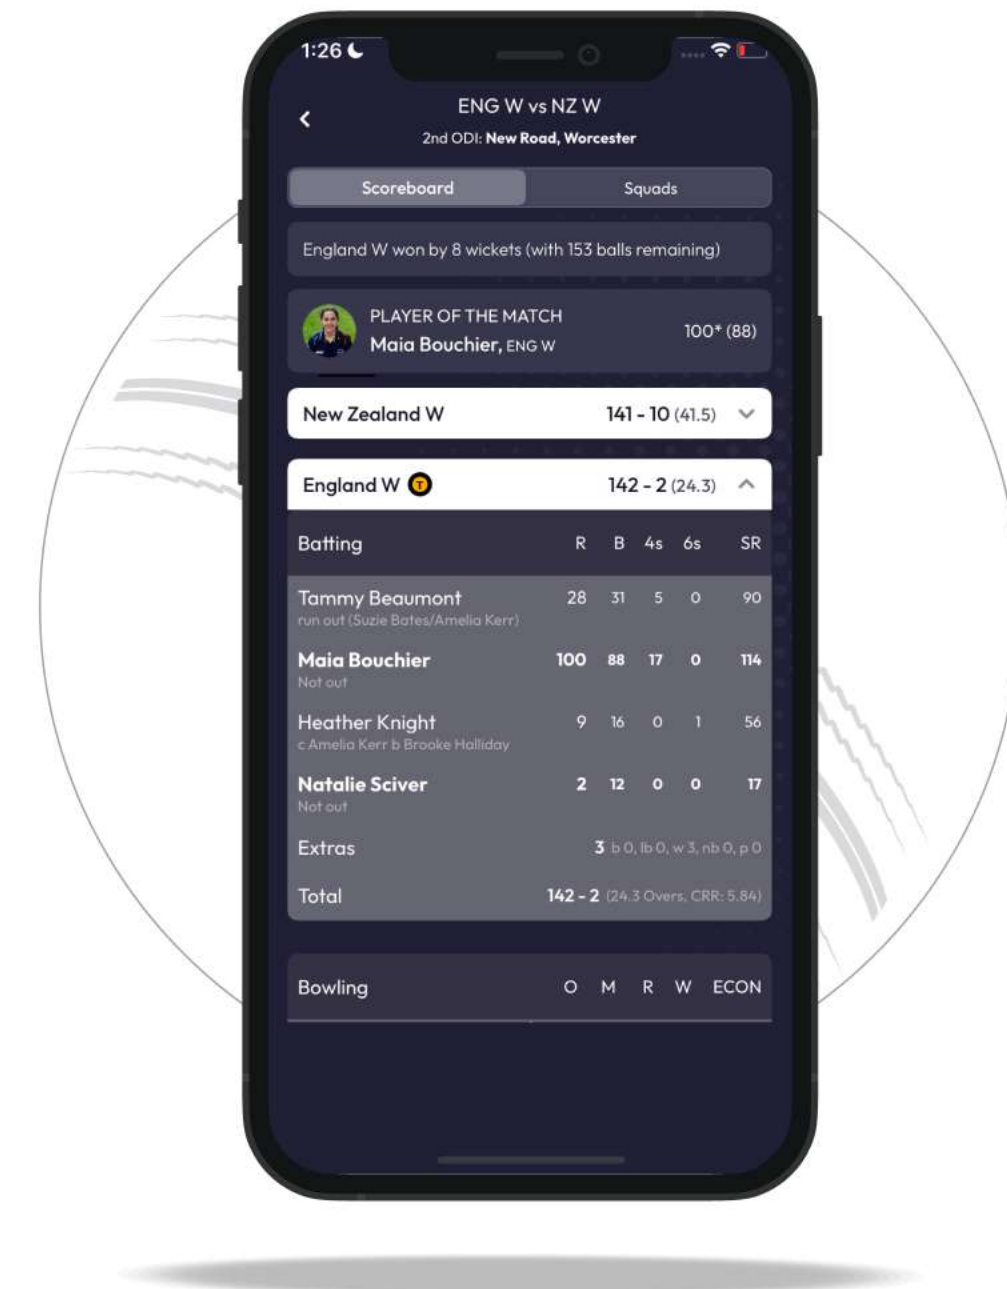 1:26
ENG W vs NZ W
2nd ODI: New Road, Worcester
Scoreboard Squads
England W won by 8 wickets (with 153 balls remaining)
PLAYER OF THE MATCH
Maia Bouchier, ENG W 100* (88)
New Zealand W 141 - 10 (41.5)
England W T 142 - 2 (24.3)
Batting R B 4s 6s SR
Tammy Beaumont 28 31 5 0 90
run out (Suzie Bates/Amelia Kerr)
Maia Bouchier 100 88 17 0 114
Not out
Heather Knight 9 16 0 1 56
c Amelia Kerr b Brooke Halliday
Natalie Sciver 2 12 0 0 17
Not out
Extras 3 b 0, lb 0, w 3, nb 0, p 0
Total 142 - 2 (24.3 Overs, CRR: 5.84)
Bowling O M R W ECON